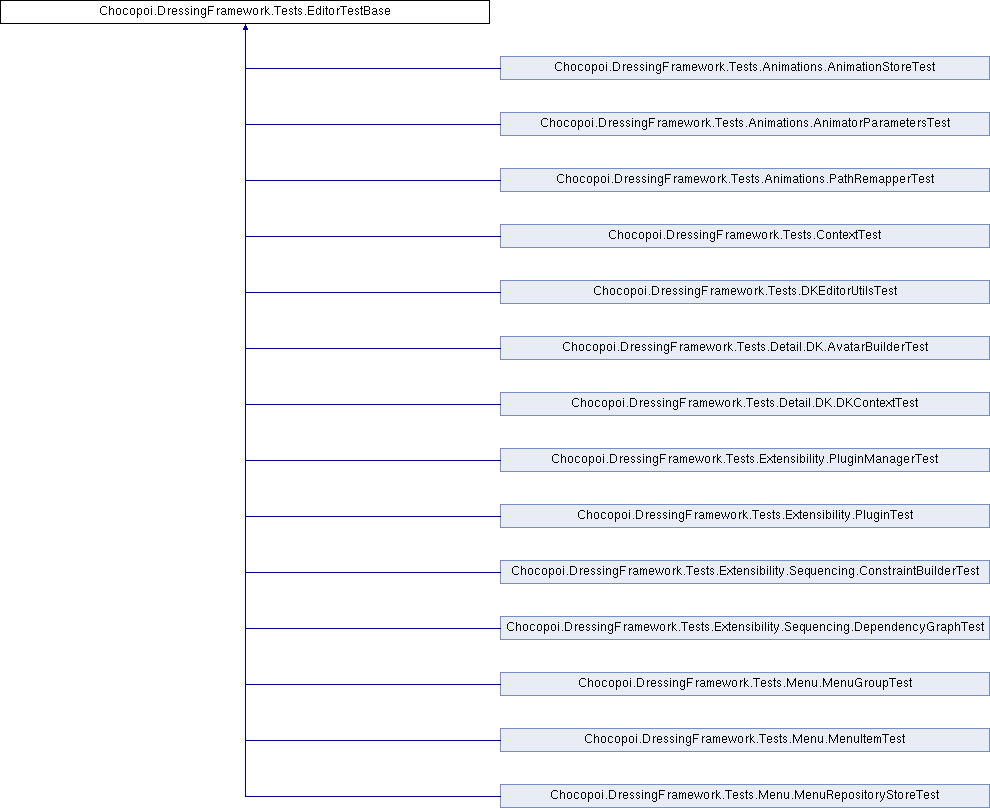 Chocopoi.DressingFramework.Tests.EditorTestBase
Chocopoi.DressingFramework.Tests.Animations.AnimationStoreTest
Chocopoi.DressingFramework.Tests.Animations.AnimatorParametersTest
Chocopoi.DressingFramework.Tests.Animations.PathRemapperTest
Chocopoi.DressingFramework.Tests.ContextTest
Chocopoi.DressingFramework.Tests.DKEditorUtilsTest
Chocopoi.DressingFramework.Tests.Detail.DK.AvatarBuilderTest
Chocopoi.DressingFramework.Tests.Detail.DK.DKContextTest
Chocopoi.DressingFramework.Tests.Extensibility.PluginManagerTest
Chocopoi.DressingFramework.Tests.Extensibility.PluginTest
Chocopoi.DressingFramework.Tests.Extensibility.Sequencing.ConstraintBuilderTest
Chocopoi.DressingFramework.Tests.Extensibility.Sequencing.DependencyGraphTest
Chocopoi.DressingFramework.Tests.Menu.MenuGroupTest
Chocopoi.DressingFramework.Tests.Menu.MenuItemTest
Chocopoi.DressingFramework.Tests.Menu.MenuRepositoryStoreTest